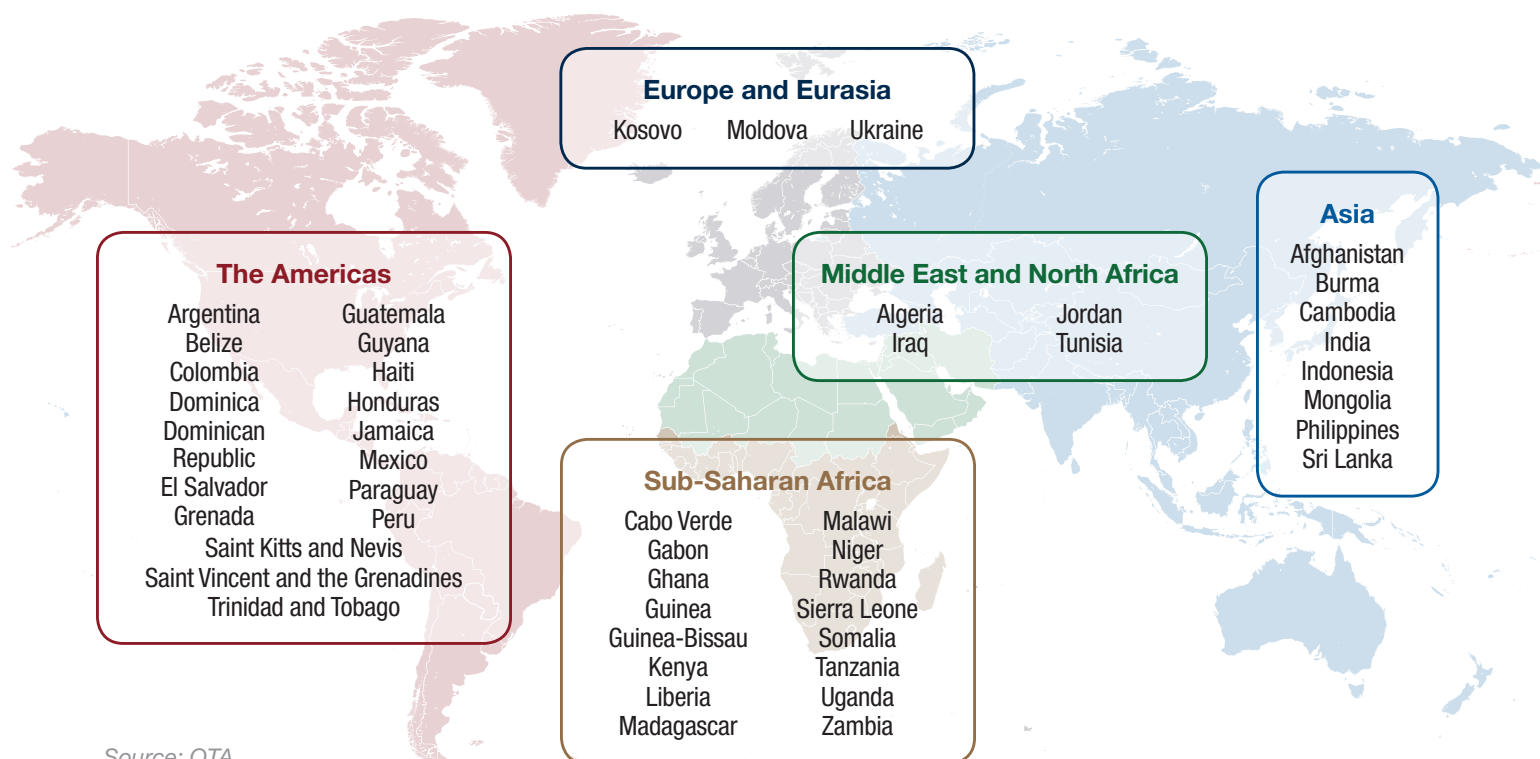 Europe and Eurasia
Kosovo Moldova Ukraine
Asia
Afghanistan
Burma
Cambodia
India
Indonesia
Mongolia
Philippines
Sri Lanka
The Americas
Argentina Guatemala
Belize Guyana
Colombia Haiti
Dominica Honduras
Dominican Jamaica
Republic Mexico
El Salvador Paraguay
Grenada Peru
Saint Kitts and Nevis
Saint Vincent and the Grenadines
Trinidad and Tobago
Middle East and North Africa
Algeria Jordan
Iraq Tunisia
Sub-Saharan Africa
Cabo Verde Malawi
Gabon Niger
Ghana Rwanda
Guinea Sierra Leone
Guinea-Bissau Somalia
Kenya Tanzania
Liberia Uganda
Madagascar Zambia
Source: OTA